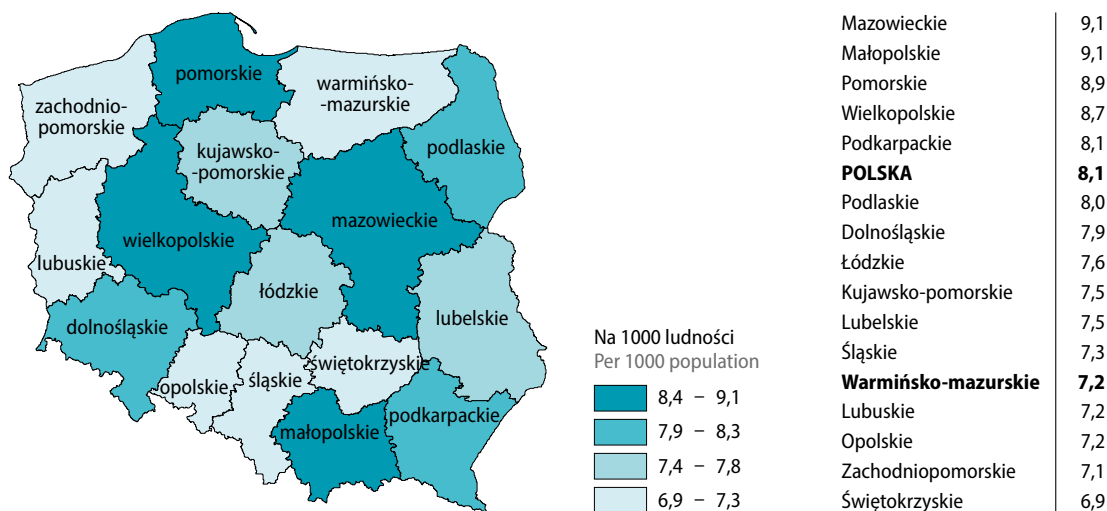 pomorskie
warmińsko-
-mazurskie
zachodnio-
pomorskie
kujawsko-
-pomorskie
podlaskie
mazowieckie
wielkopolskie
lubuskie
łódzkie
dolnośląskie
lubelskie
świętokrzyskie
opolskie
śląskie
podkarpackie
małopolskie
Na 1000 ludności
Per 1000 population
8,4 – 9,1
7,9 – 8,3
7,4 – 7,8
6,9 – 7,3
Mazowieckie 9,1
Małopolskie 9,1
Pomorskie 8,9
Wielkopolskie 8,7
Podkarpackie 8,1
POLSKA 8,1
Podlaskie 8,0
Dolnośląskie 7,9
Łódzkie 7,6
Kujawsko-pomorskie 7,5
Lubelskie 7,5
Śląskie 7,3
Warmińsko-mazurskie 7,2
Lubuskie 7,2
Opolskie 7,2
Zachodniopomorskie 7,1
Świętokrzyskie 6,9